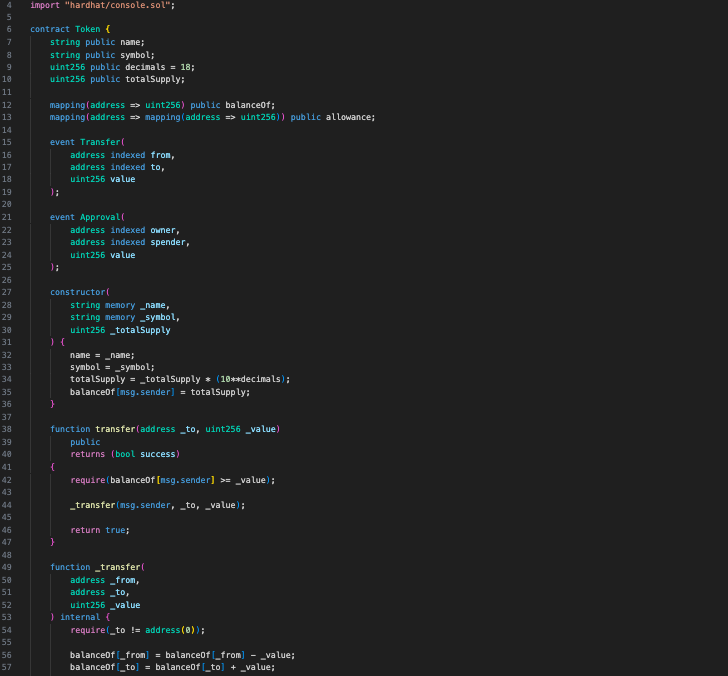 4 import "hardhat/console.sol";
5
6 contract Token {
7 string public name;
8 string public symbol;
9 uint256 public decimals = 18;
10 uint256 public totalSupply;
11
12 mapping(address => uint256) public balanceOf;
13 mapping(address => mapping(address => uint256)) public allowance;
14
15 event Transfer(
16 address indexed from,
17 address indexed to,
18 uint256 value
19 );
20
21 event Approval(
22 address indexed owner,
23 address indexed spender,
24 uint256 value
25 );
26
27 constructor(
28 string memory _name,
29 string memory _symbol,
30 uint256 _totalSupply
31 ) {
32 name = _name;
33 symbol = _symbol;
34 totalSupply = _totalSupply * (10**decimals);
35 balanceOf[msg.sender] = totalSupply;
36 }
37
38 function transfer(address _to, uint256 _value)
39 public
40 returns (bool success)
41 {
42 require(balanceOf[msg.sender] >= _value);
43
44 _transfer(msg.sender, _to, _value);
45
46 return true;
47 }
48
49 function _transfer(
50 address _from,
51 address _to,
52 uint256 _value
53 ) internal {
54 require(_to != address(0));
55
56 balanceOf[_from] = balanceOf[_from] - _value;
57 balanceOf[_to] = balanceOf[_to] + _value;